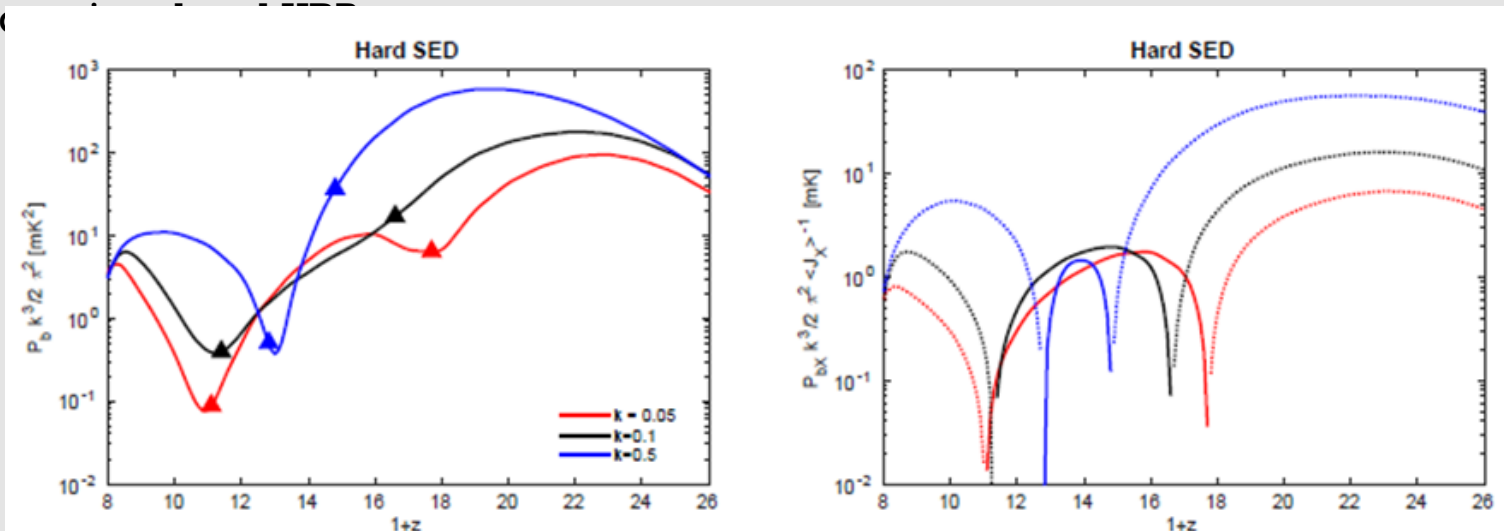 Hard SED
10³
10²
10¹
10⁰
10⁻¹
10⁻²
P_b k³/2 π² [mK²]
k = 0.05
k=0.1
k=0.5
8 10 12 14 16 18 20 22 24 26
1+z
Hard SED
10²
10¹
10⁰
10⁻¹
10⁻²
P_bX k³/2 π² <J_X>⁻¹ [mK]
8 10 12 14 16 18 20 22 24 26
1+z